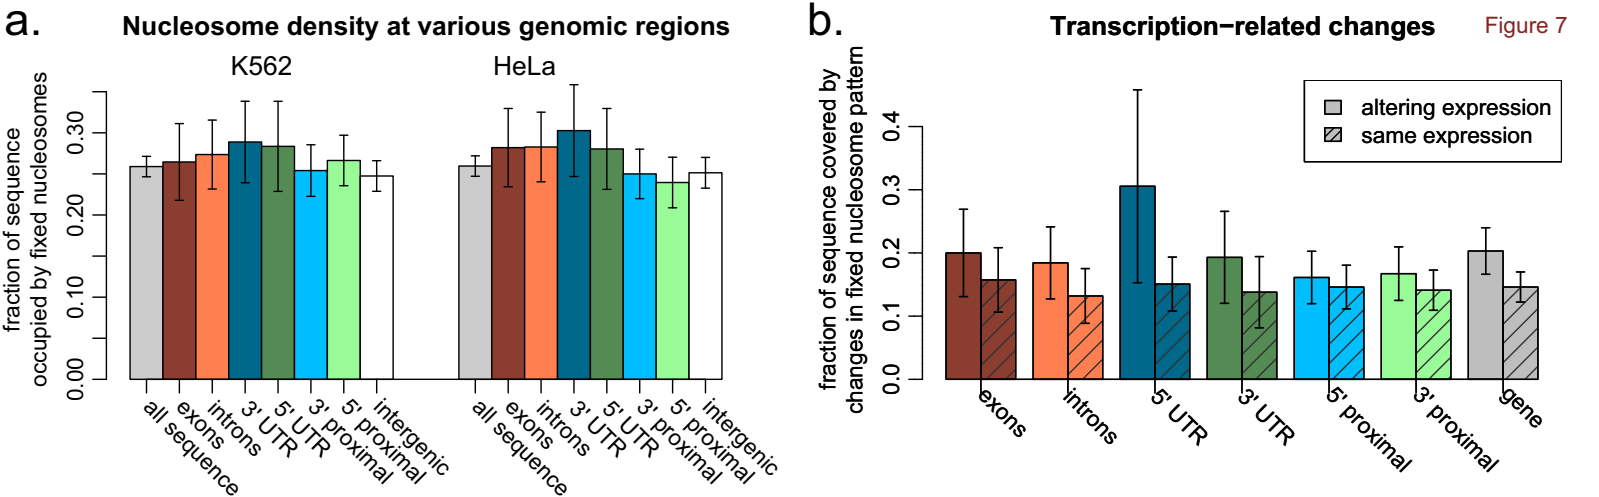 a.
Nucleosome density at various genomic regions
K562
HeLa
fraction of sequence
occupied by fixed nucleosomes
0.30
0.20
0.10
0.00
all sequence
exons
introns
3' UTR
5' UTR
3' proximal
5' proximal
intergenic
all sequence
exons
introns
3' UTR
5' UTR
3' proximal
5' proximal
intergenic
b.
Transcription−related changes
Figure 7
fraction of sequence covered by
changes in fixed nucleosome pattern
0.4
0.3
0.2
0.1
0.0
altering expression
same expression
exons
introns
5' UTR
3' UTR
5' proximal
3' proximal
gene